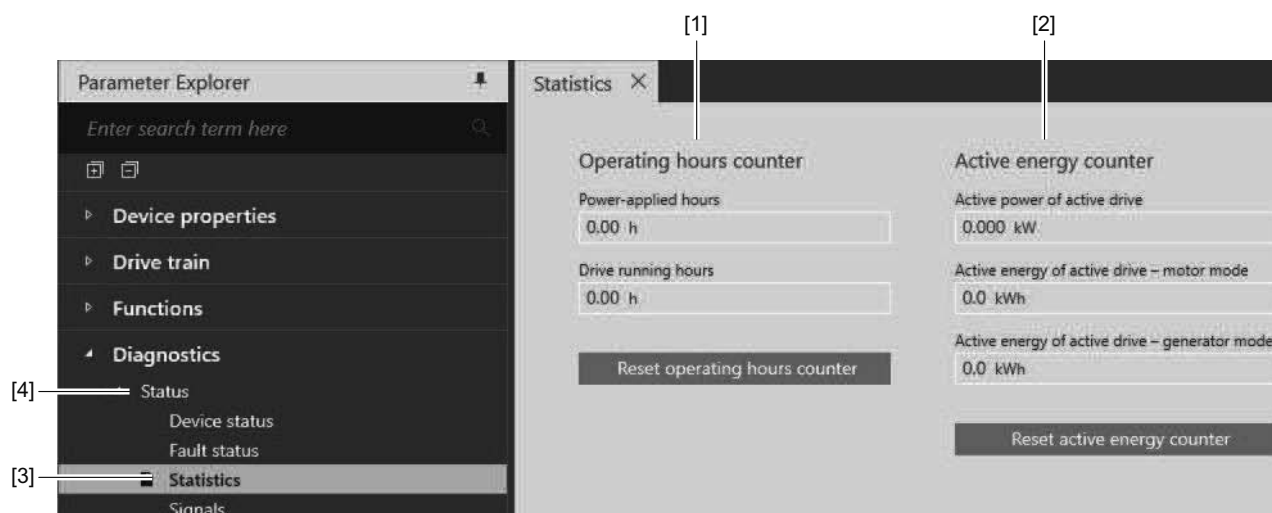 [1] [2]
Parameter Explorer
Statistics
Enter search term here
Device properties
Drive train
Functions
Diagnostics
[4] Status
Device status
Fault status
[3] Statistics
Signals
Operating hours counter
Power-applied hours
0.00 h
Drive running hours
0.00 h
Reset operating hours counter
Active energy counter
Active power of active drive
0.000 kW
Active energy of active drive – motor mode
0.0 kWh
Active energy of active drive – generator mode
0.0 kWh
Reset active energy counter